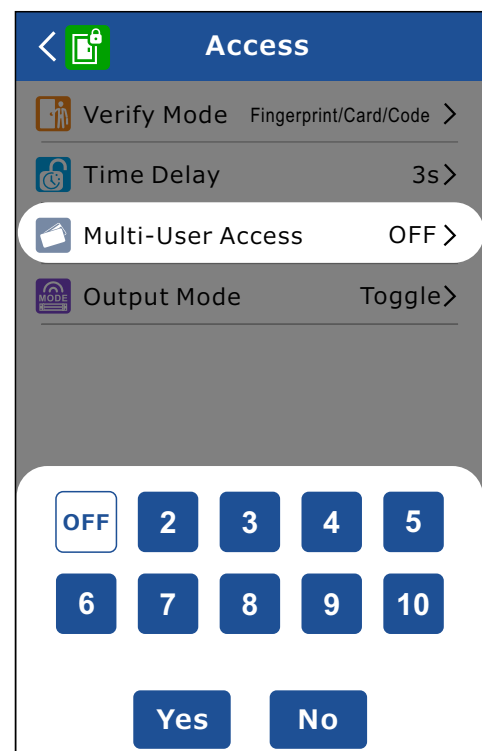 Access
Verify Mode Fingerprint/Card/Code
Time Delay 3s
Multi-User Access OFF
MODE
Output Mode Toggle
OFF 2 3 4 5
6 7 8 9 10
Yes No